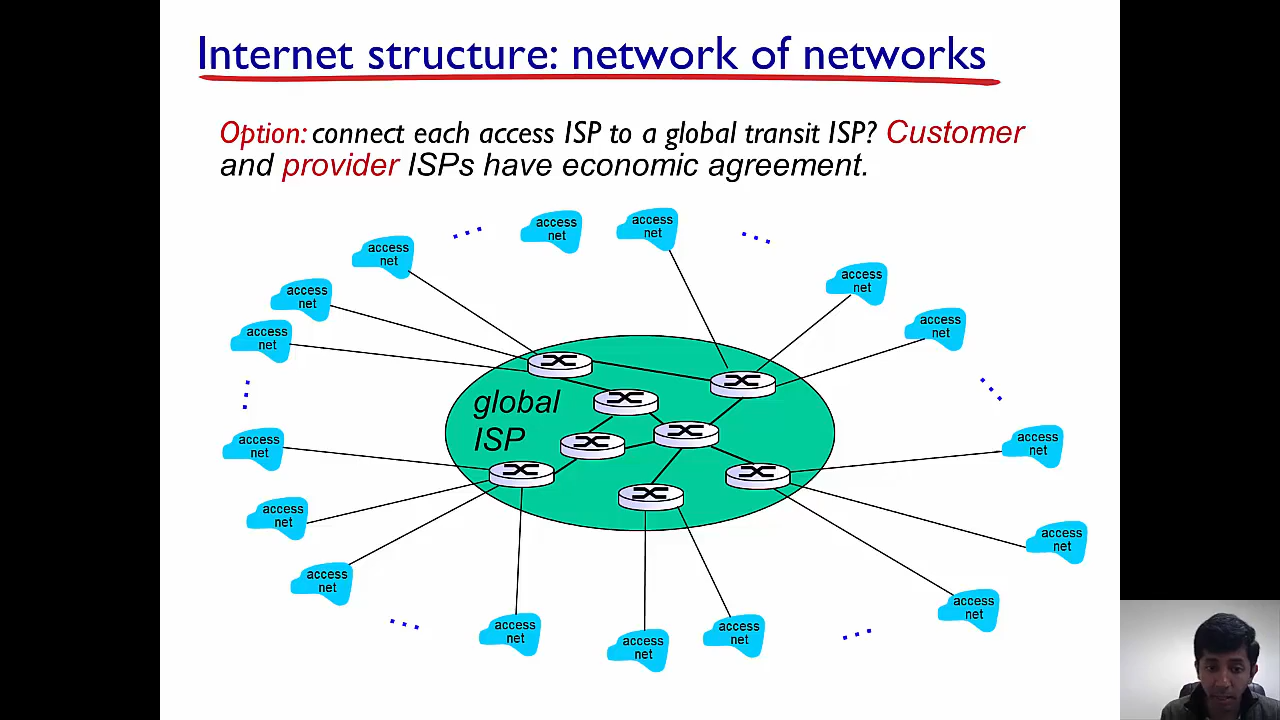 Internet structure: network of networks
Option: connect each access ISP to a global transit ISP? Customer
and provider ISPs have economic agreement.
access
net
access
net
access
net
access
net
access
net
access
net
access
net
access
net
global
ISP
access
net
access
net
access
net
access
net
access
net
access
net
access
net
access
net
access
net